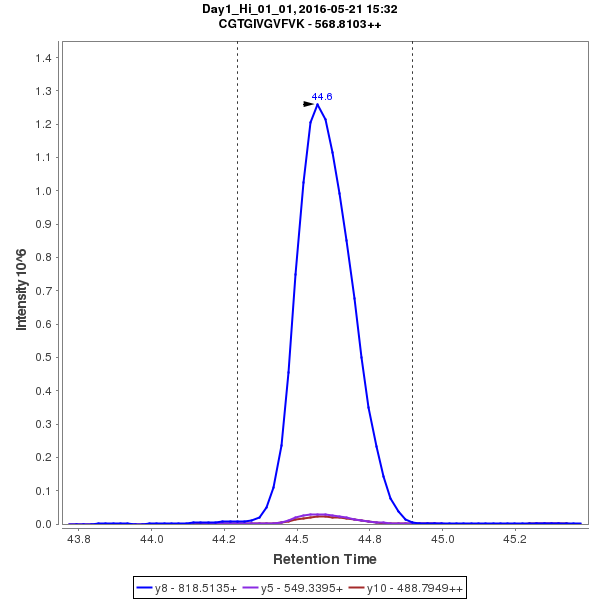 Day1_Hi_01_01, 2016-05-21 15:32
CGTGIVGVFVK - 568.8103++
44.6
1.4
1.3
1.2
1.1
1.0
0.9
0.8
0.7
0.6
0.5
0.4
0.3
0.2
0.1
0.0
Intensity 10^6
43.8 44.0 44.2 44.5 44.8 45.0 45.2
Retention Time
y8 - 818.5135+ y5 - 549.3395+ y10 - 488.7949++